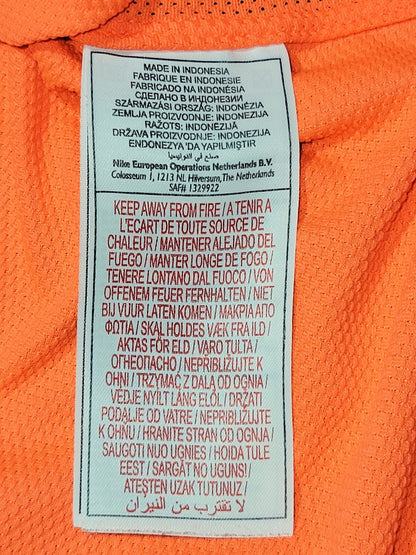 MADE IN INDONESIA
FABRIQUE EN INDONESIE
FABRICADO NA INDONÉSIA
СДЕЛАНО В ИНДОНЕЗИИ
SZÁRMAZÁSI ORSZÁG: INDONÉZIA
ZEMLJA PROIZVODNJE: INDONEZIJA
RAŽOTS: INDONĒZIJĀ
DRŽAVA PROIZVODNJE: INDONEZIJA
ENDONEZYA'DA YAPILMIŞTIR
صنع في اندونيسيا
Nike European Operations Netherlands B.V.
Colosseum 1, 1213 NL Hilversum, The Netherlands
SAF# 1329922
KEEP AWAY FROM FIRE / A TENIR A
L'ECART DE TOUTE SOURCE DE
CHALEUR / MANTENER ALEJADO DEL
FUEGO / MANTER LONGE DE FOGO /
TENERE LONTANO DAL FUOCO / VON
OFFENEM FEUER FERNHALTEN / NIET
BIJ VUUR LATEN KOMEN / ΜΑΚΡΙΑ ΑΠΟ
ΦΩΤΙΑ / SKAL HOLDES VÆK FRA ILD /
AKTAS FÖR ELD / VARO TULTA /
ОГНЕОПАСНО / NEPŘIBLIŽUJTE K
OHNI / TRZYMAĆ Z DALA OD OGNIA /
VÉDJE NYÍLT LÁNG ELŐL / DRŽATI
PODALJE OD VATRE / NEPRIBLIŽUJTE
K OHŇU / HRANITE STRAN OD OGNJA /
SAUGOTI NUO UGNIES / HOIDA TULE
EEST / SARGĀT NO UGUNS! /
ATEŞTEN UZAK TUTUNUZ /
لا تقترب من النيران